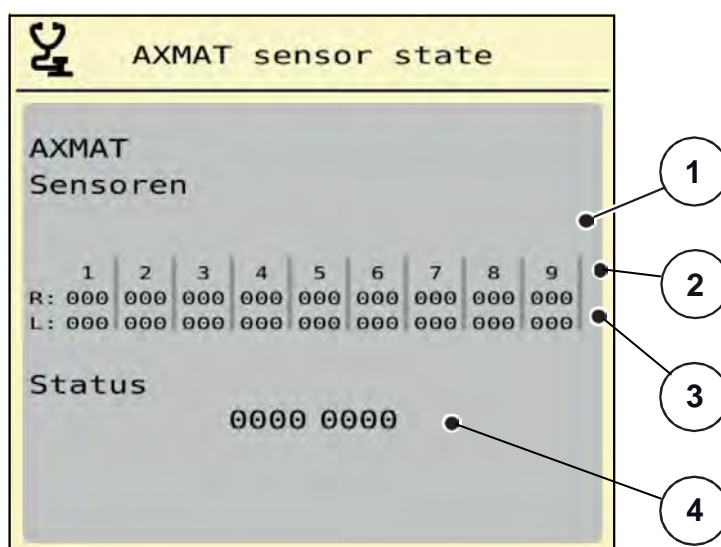 AXMAT sensor state
AXMAT
Sensoren
1
1 2 3 4 5 6 7 8 9
2
R: 000 000 000 000 000 000 000 000 000
L: 000 000 000 000 000 000 000 000 000
3
Status
0000 0000
4